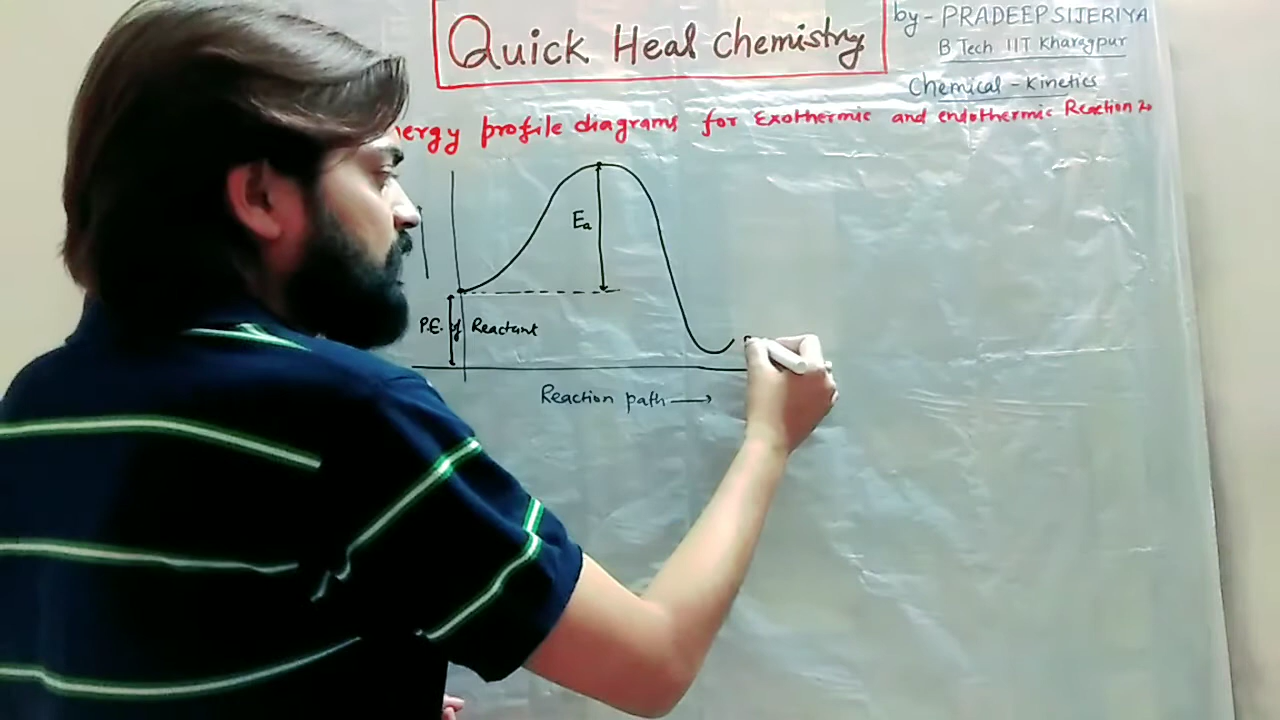 Quick Heal Chemistry
by- PRADEEP SIJERIYA
B Tech IIT Kharagpur
Chemical - Kinetics
nergy profile diagrams for Exothermic and endothermic Reaction
Ea
P.E. of Reactant
Reaction path